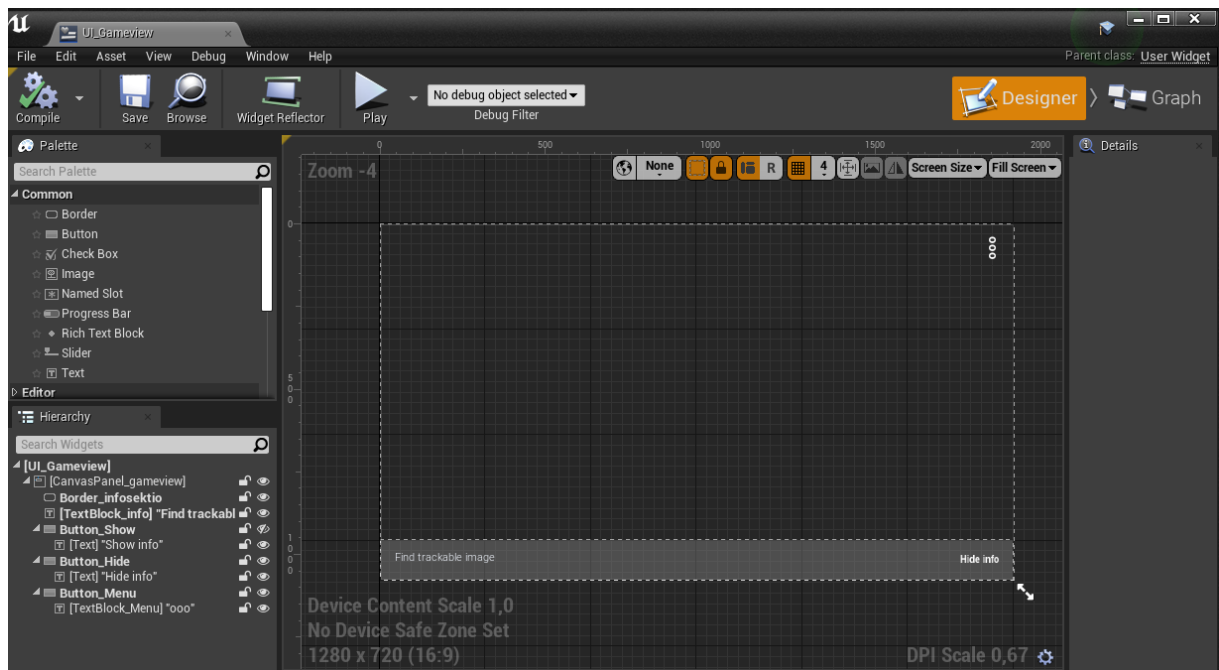 UI_Gameview
File Edit Asset View Debug Window Help
Parent class: User Widget
Compile
Save
Browse
Widget Reflector
Play
No debug object selected
Debug Filter
Designer
Graph
Palette
Search Palette
Common
Border
Button
Check Box
Image
Named Slot
Progress Bar
Rich Text Block
Slider
Text
Editor
Hierarchy
Search Widgets
[UI_Gameview]
[CanvasPanel_gameview]
Border_infosektio
[TextBlock_info] "Find trackabl
Button_Show
[Text] "Show info"
Button_Hide
[Text] "Hide info"
Button_Menu
[TextBlock_Menu] "ooo"
0 500 1000 1500 2000
Zoom -4
None
R
4
Screen Size
Fill Screen
0
500
1000
ooo
Find trackable image
Hide info
Device Content Scale 1,0
No Device Safe Zone Set
1280 x 720 (16:9)
DPI Scale 0,67
Details